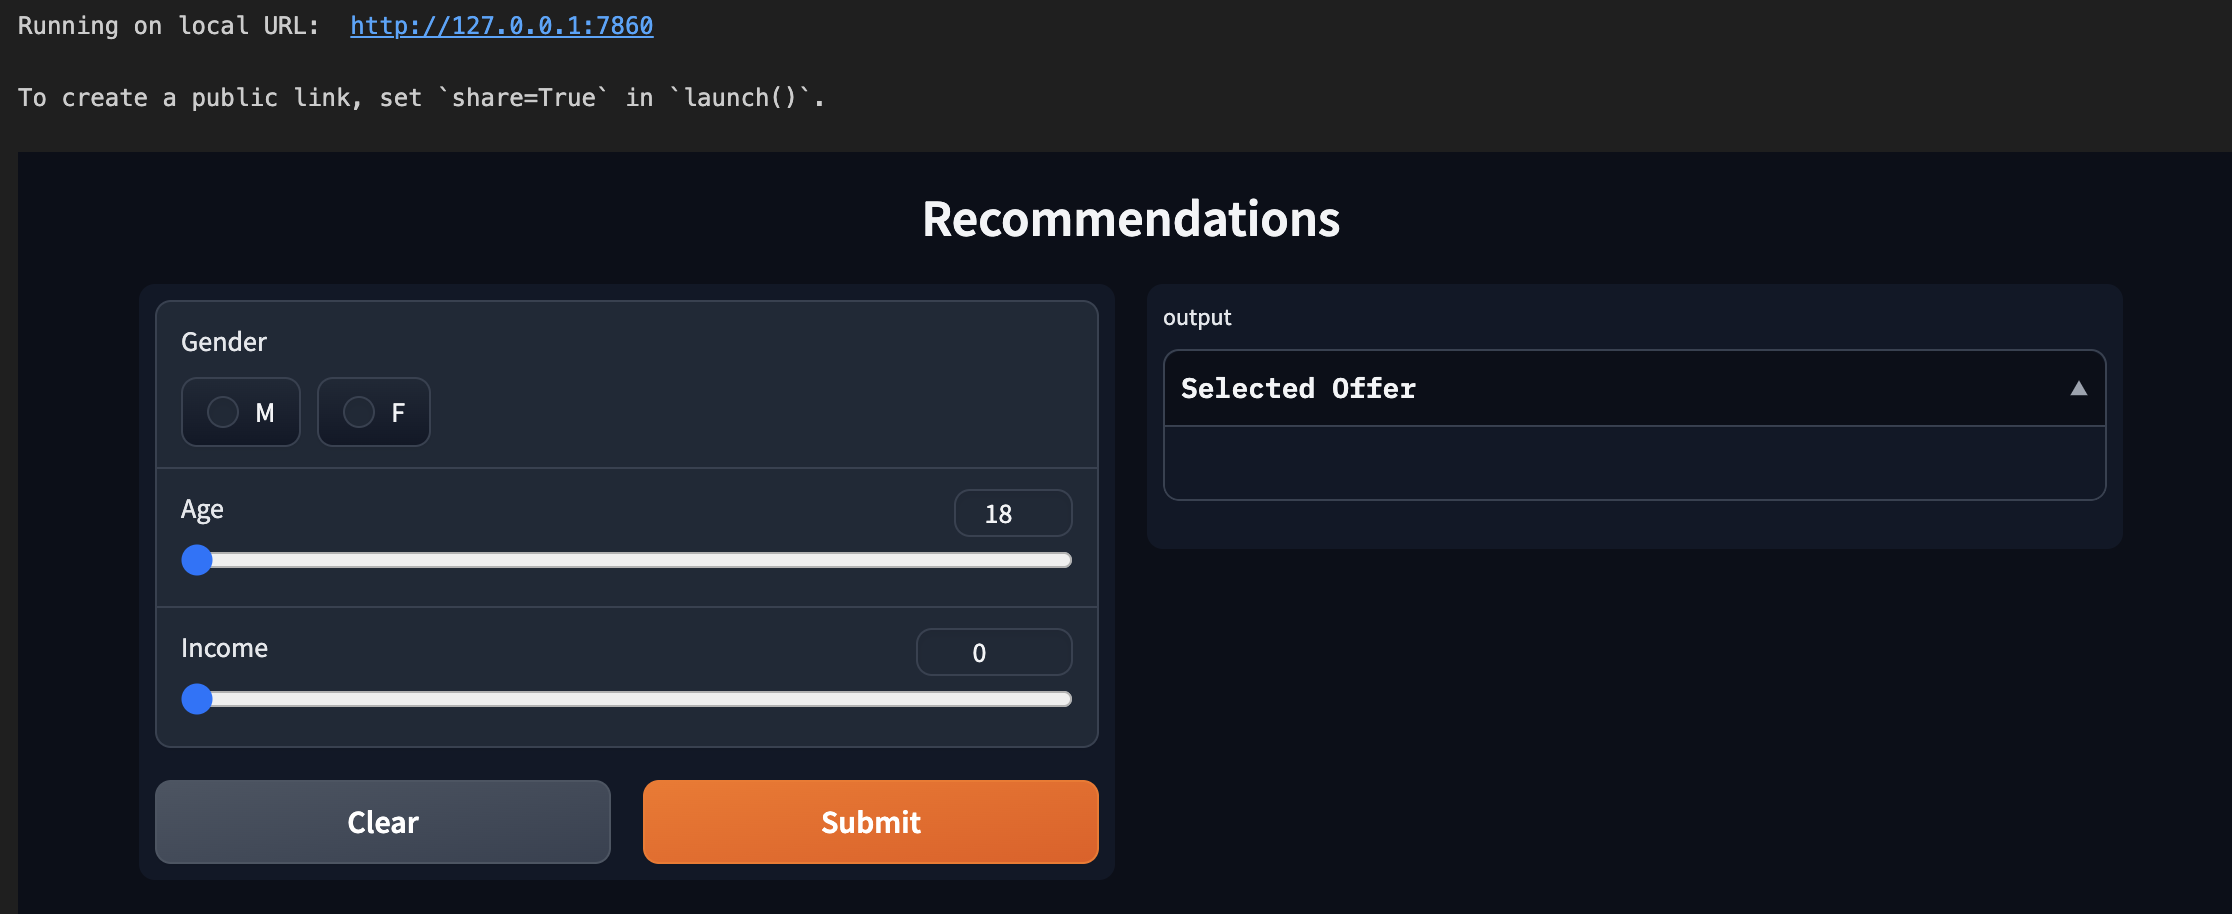 Running on local URL:  http://127.0.0.1:7860
To create a public link, set `share=True` in `launch()`.
Recommendations
Gender
M
F
Age
18
Income
0
Clear
Submit
output
Selected Offer ▲